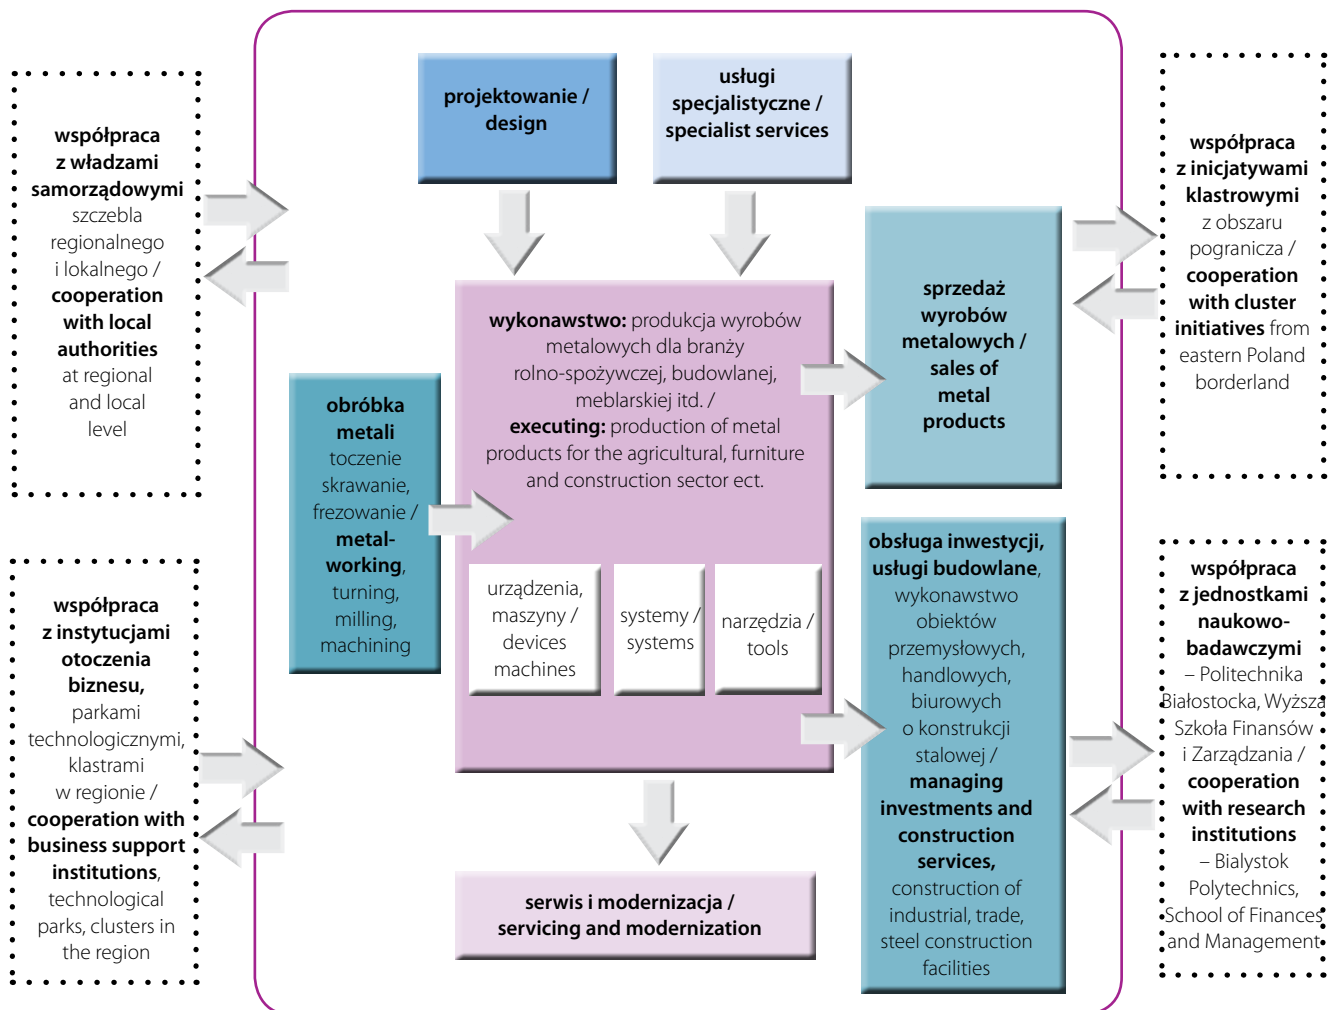 projektowanie /
design
usługi
specjalistyczne /
specialist services
współpraca
z władzami
samorządowymi
szczebla
regionalnego
i lokalnego /
cooperation
with local
authorities
at regional
and local
level
współpraca
z inicjatywami
klastrowymi
z obszaru
pogranicza /
cooperation
with cluster
initiatives from
eastern Poland
borderland
wykonawstwo: produkcja wyrobów
metalowych dla branży
rolno-spożywczej, budowlanej,
meblarskiej itd. /
executing: production of metal
products for the agricultural, furniture
and construction sector ect.
sprzedaż
wyrobów
metalowych /
sales of
metal
products
obróbka
metali
toczenie
skrawanie,
frezowanie /
metal-
working,
turning,
milling,
machining
urządzenia,
maszyny /
devices
machines
systemy /
systems
narzędzia /
tools
obsługa inwestycji,
usługi budowlane,
wykonawstwo
obiektów
przemysłowych,
handlowych,
biurowych
o konstrukcji
stalowej /
managing
investments and
construction
services,
construction of
industrial, trade,
steel construction
facilities
współpraca
z instytucjami
otoczenia
biznesu,
parkami
technologicznymi,
klastrami
w regionie /
cooperation with
business support
institutions,
technological
parks, clusters in
the region
współpraca
z jednostkami
naukowo-
badawczymi
– Politechnika
Białostocka, Wyższa
Szkoła Finansów
i Zarządzania /
cooperation
with research
institutions
– Bialystok
Polytechnics,
School of Finances
and Management
serwis i modernizacja /
servicing and modernization